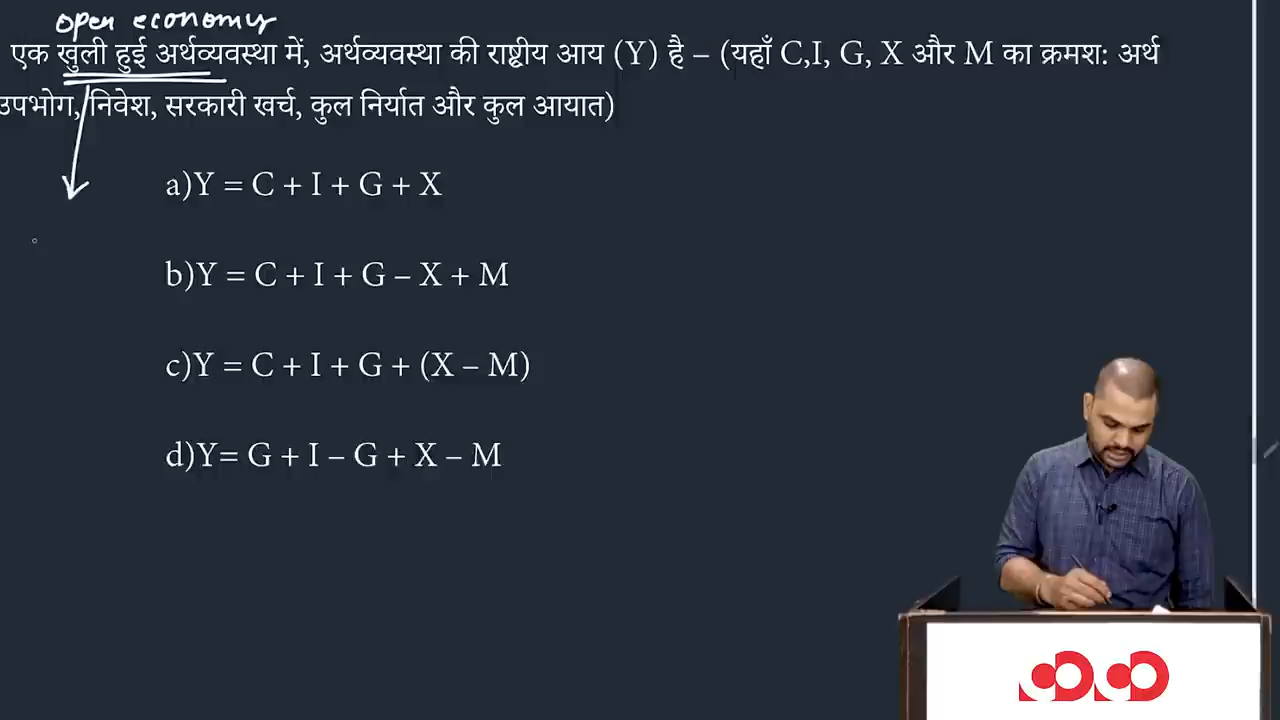 open economy
एक खुली हुई अर्थव्यवस्था में, अर्थव्यवस्था की राष्ट्रीय आय (Y) है – (यहाँ C,I, G, X और M का क्रमश: अर्थ
उपभोग, निवेश, सरकारी खर्च, कुल निर्यात और कुल आयात)
a)Y = C + I + G + X
b)Y = C + I + G – X + M
c)Y = C + I + G + (X – M)
d)Y= G + I – G + X – M